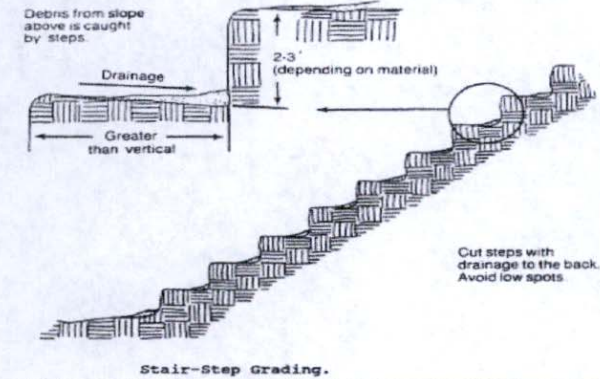 Debris from slope
above is caught
by steps.
2-3'
(depending on material)
Drainage
Greater
than vertical
Cut steps with
drainage to the back.
Avoid low spots
Stair-Step Grading.